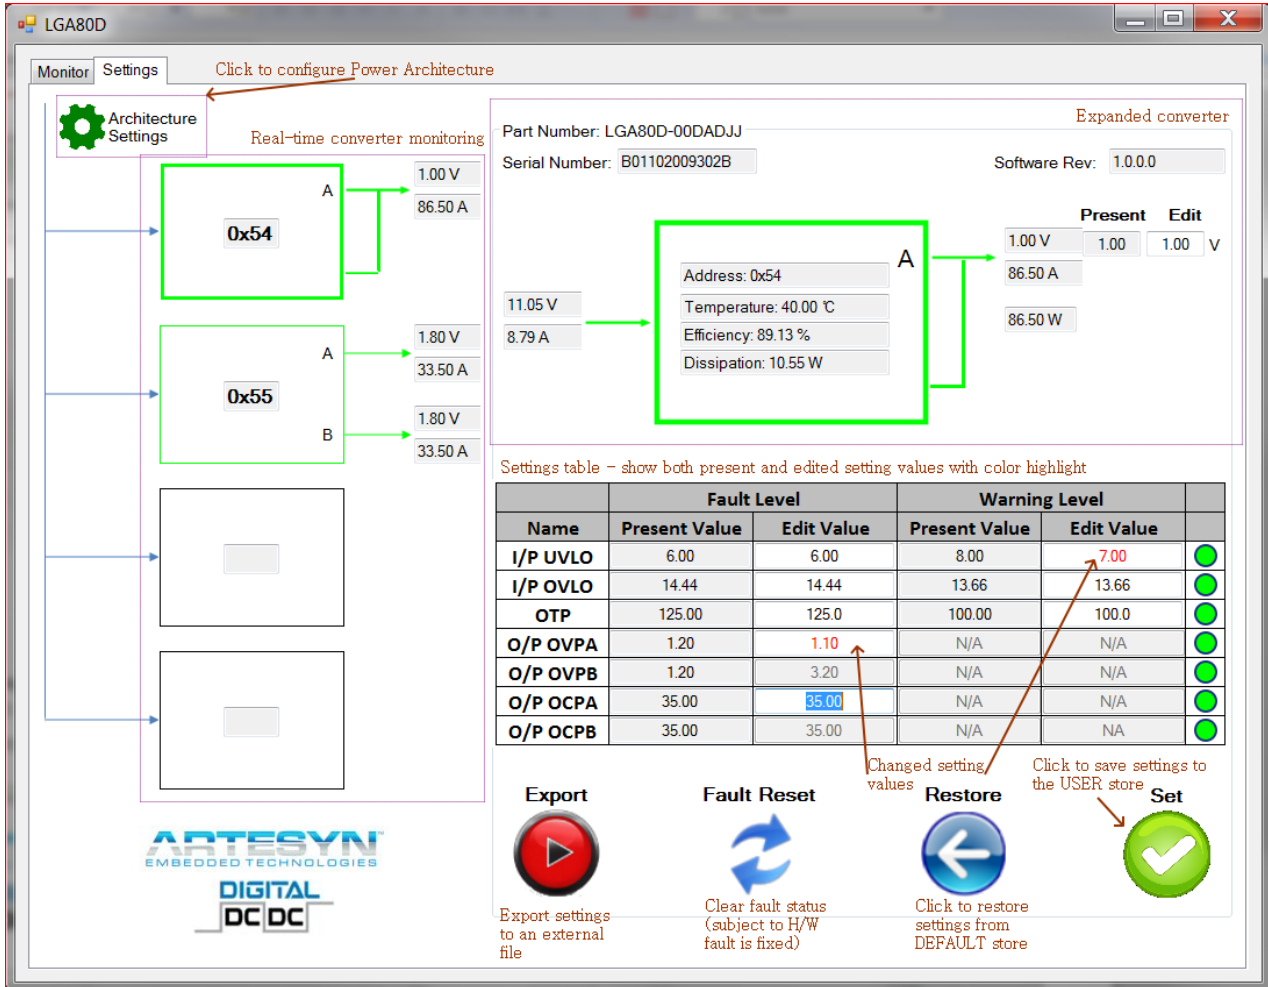 LGA80D
Monitor
Settings
Click to configure Power Architecture
Architecture
Settings
Real-time converter monitoring
0x54
A
1.00 V
86.50 A
0x55
A
1.80 V
33.50 A
B
1.80 V
33.50 A
ARTESYN™
EMBEDDED TECHNOLOGIES
DIGITAL
DC DC
Expanded converter
Part Number: LGA80D-00DADJJ
Serial Number: B01102009302B
Software Rev: 1.0.0.0
Present Edit
1.00 V 1.00 1.00 V
86.50 A
86.50 W
A
11.05 V
8.79 A
Address: 0x54
Temperature: 40.00 ℃
Efficiency: 89.13 %
Dissipation: 10.55 W
Settings table - show both present and edited setting values with color highlight
Fault Level Warning Level
Name Present Value Edit Value Present Value Edit Value
I/P UVLO 6.00 6.00 8.00 7.00
I/P OVLO 14.44 14.44 13.66 13.66
OTP 125.00 125.0 100.00 100.0
O/P OVPA 1.20 1.10 N/A N/A
O/P OVPB 1.20 3.20 N/A N/A
O/P OCPA 35.00 35.00 N/A N/A
O/P OCPB 35.00 35.00 N/A NA
Changed setting
values
Click to save settings to
the USER store
Export
Fault Reset
Restore
Set
Export settings
to an external
file
Clear fault status
(subject to H/W
fault is fixed)
Click to restore
settings from
DEFAULT store